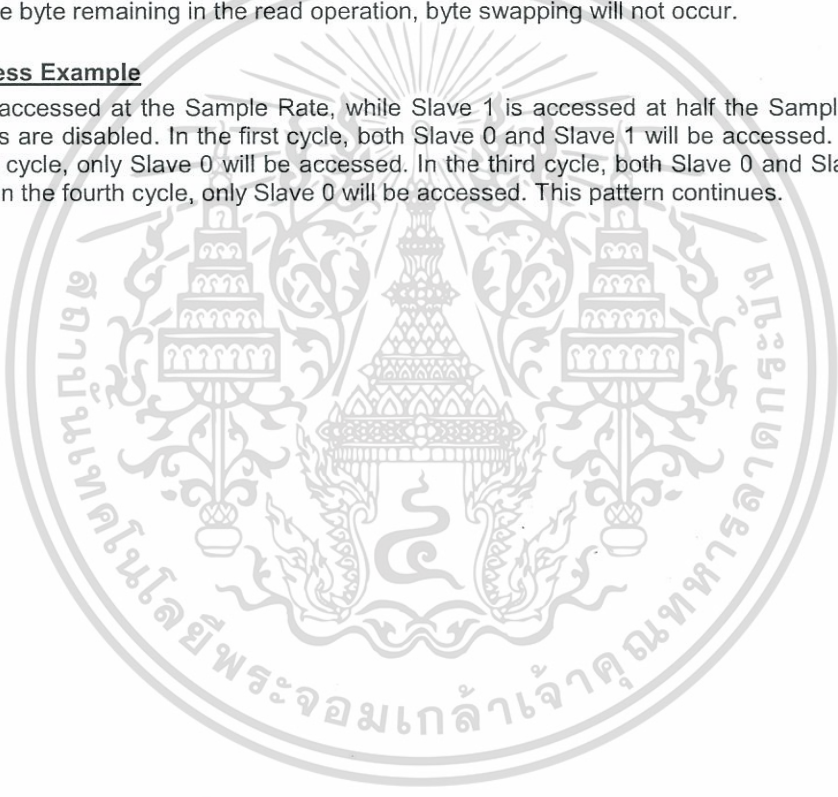 e byte remaining in the read operation, byte swapping will not occur.
ess Example
accessed at the Sample Rate, while Slave 1 is accessed at half the Sampl
s are disabled. In the first cycle, both Slave 0 and Slave 1 will be accessed.
cycle, only Slave 0 will be accessed. In the third cycle, both Slave 0 and Sla
n the fourth cycle, only Slave 0 will be accessed. This pattern continues.
สถาบันเทคโนโลยีพระจอมเกล้าเจ้าคุณทหารลาดกระบัง